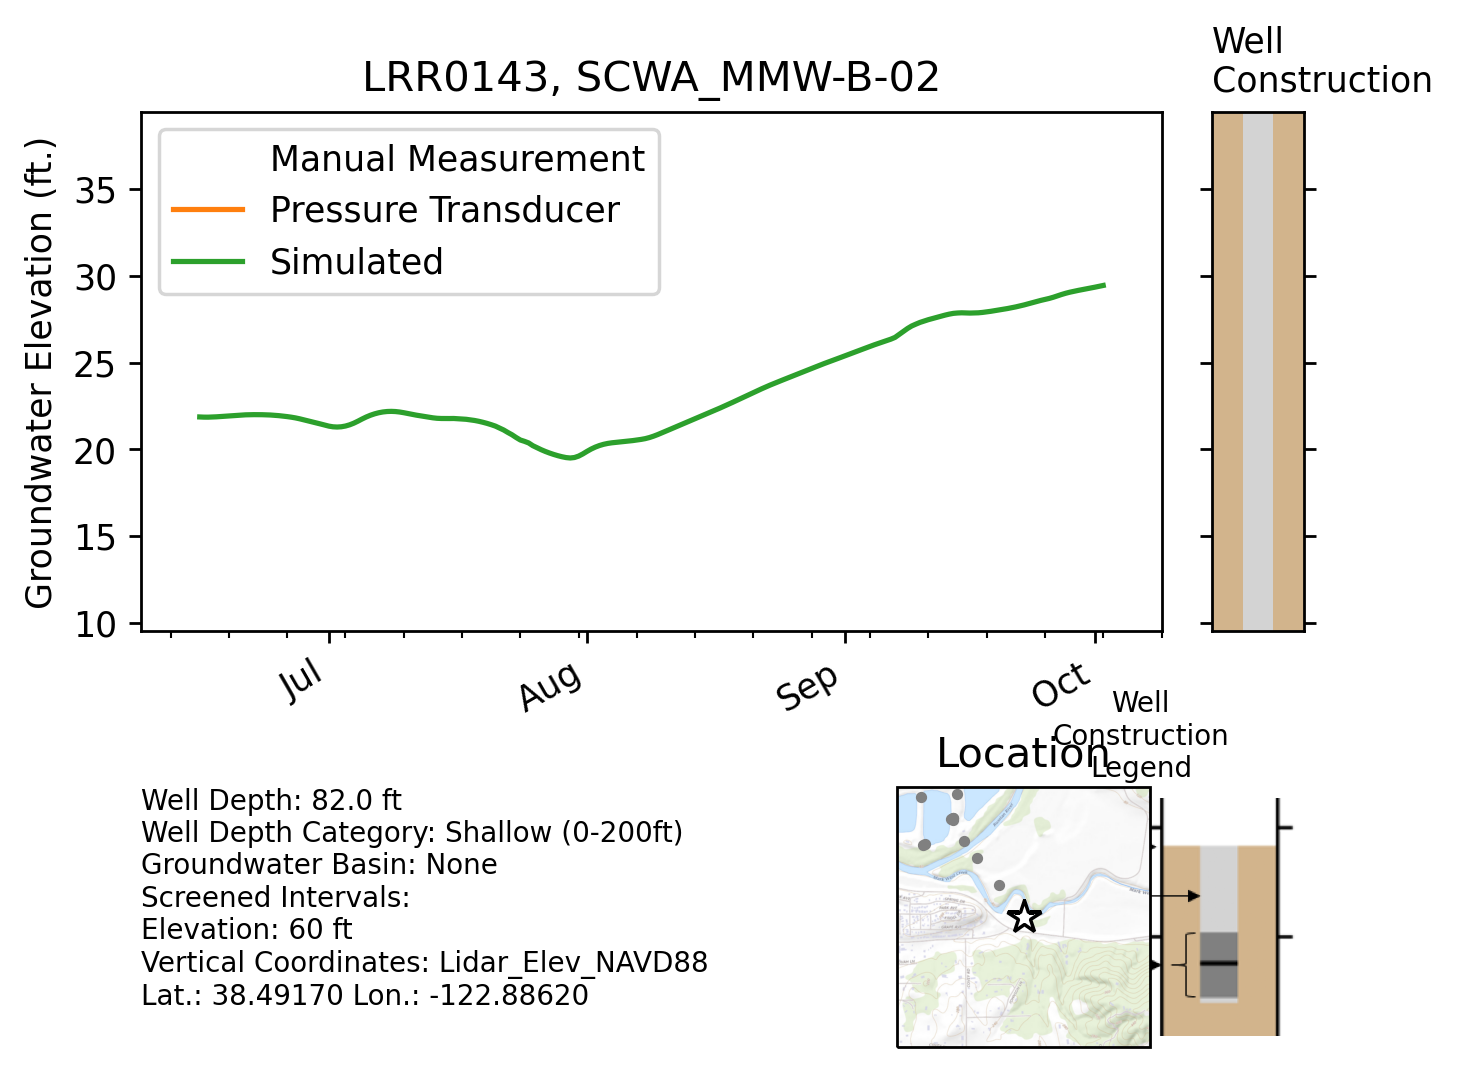 Well
Construction
LRR0143, SCWA_MMW-B-02
Groundwater Elevation (ft.)
Manual Measurement
Pressure Transducer
Simulated
35
30
25
20
15
10
Jul
Aug
Sep
Oct
Well
Construction
Legend
Location
Well Depth: 82.0 ft
Well Depth Category: Shallow (0-200ft)
Groundwater Basin: None
Screened Intervals:
Elevation: 60 ft
Vertical Coordinates: Lidar_Elev_NAVD88
Lat.: 38.49170 Lon.: -122.88620